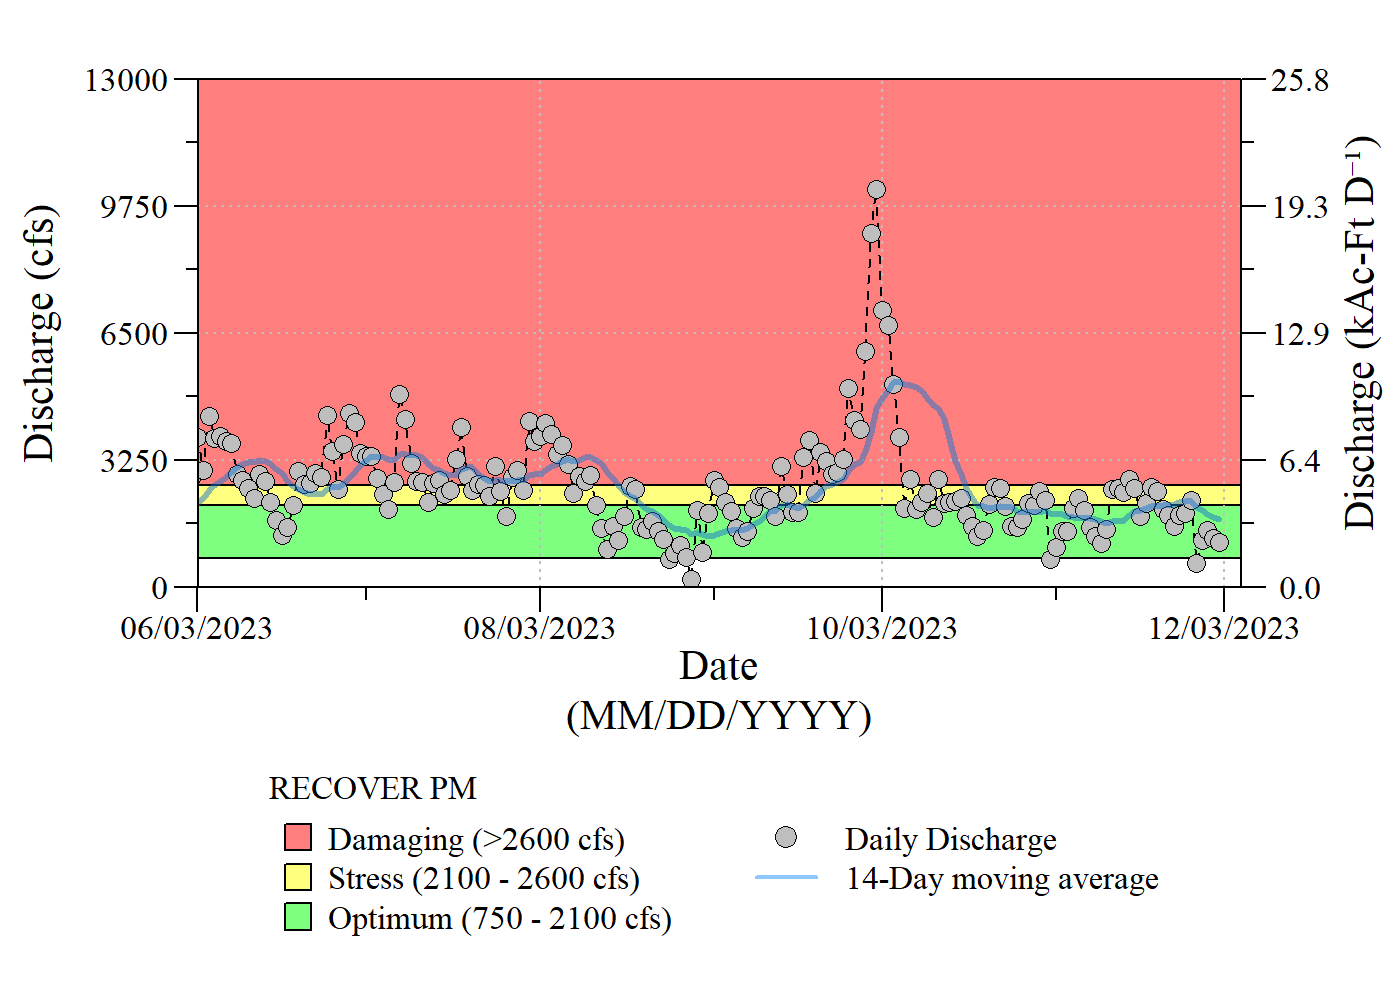 13000
9750
6500
3250
0
Discharge (cfs)
25.8
19.3
12.9
6.4
0.0
Discharge (kAc-Ft D⁻¹)
06/03/2023
08/03/2023
10/03/2023
12/03/2023
Date
(MM/DD/YYYY)
RECOVER PM
Damaging (>2600 cfs)
Stress (2100 - 2600 cfs)
Optimum (750 - 2100 cfs)
Daily Discharge
14-Day moving average